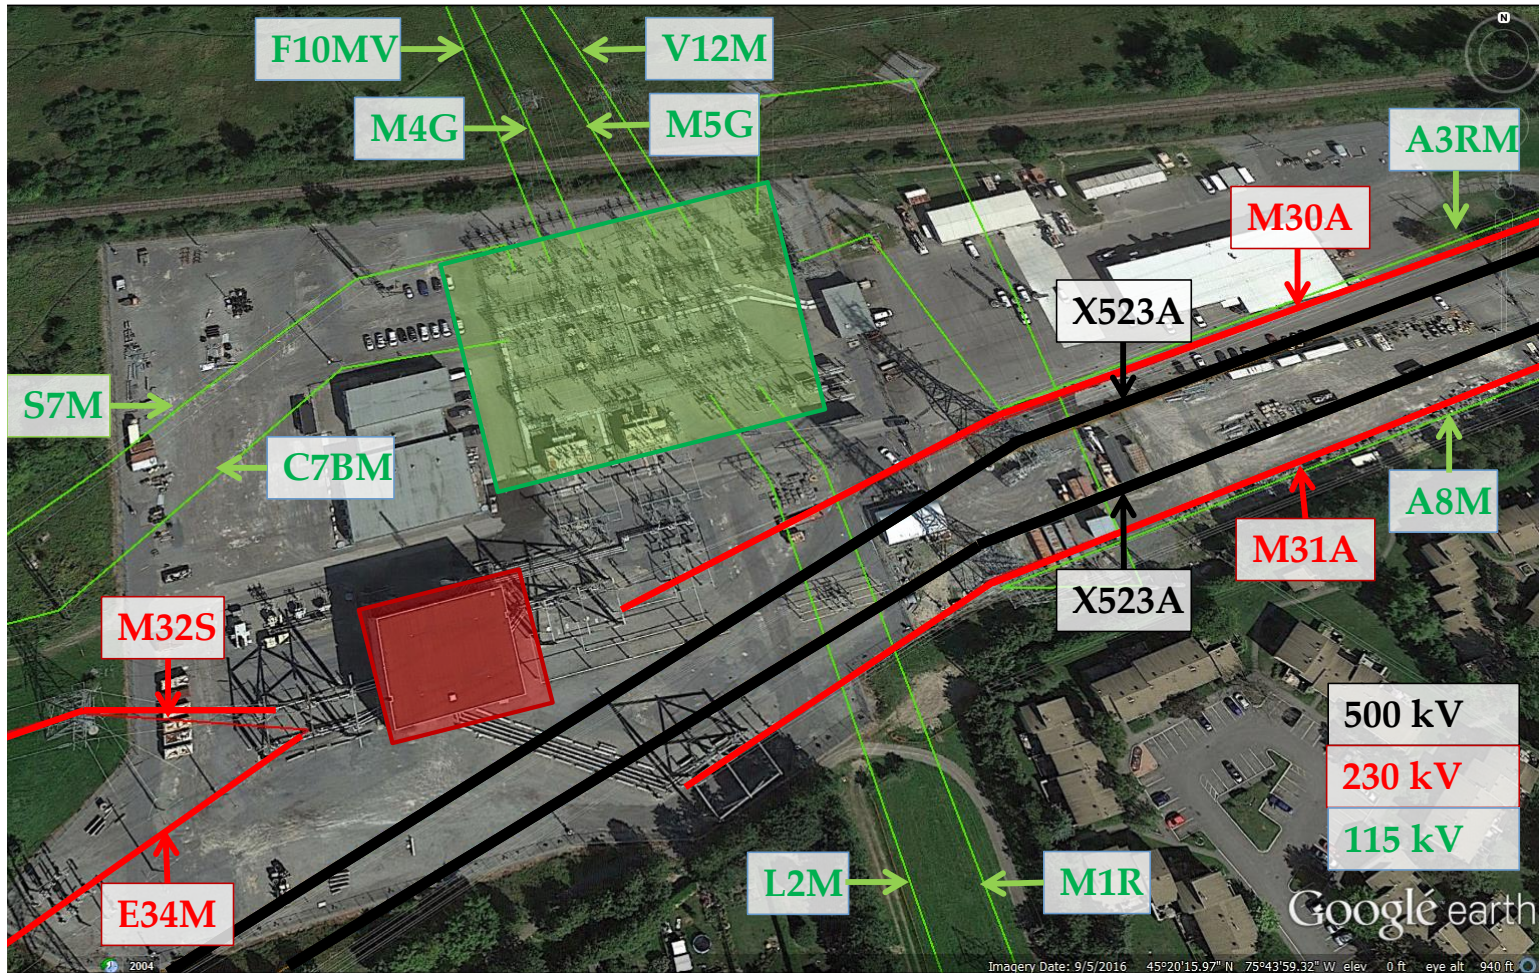 N
F10MV
V12M
M4G
M5G
A3RM
M30A
X523A
S7M
C7BM
A8M
M31A
X523A
M32S
500 kV
230 kV
115 kV
L2M
M1R
E34M
Google earth
2004
Imagery Date: 9/5/2016 45°20'15.97" N 75°43'59.32" W elev 0 ft eye alt 940 ft